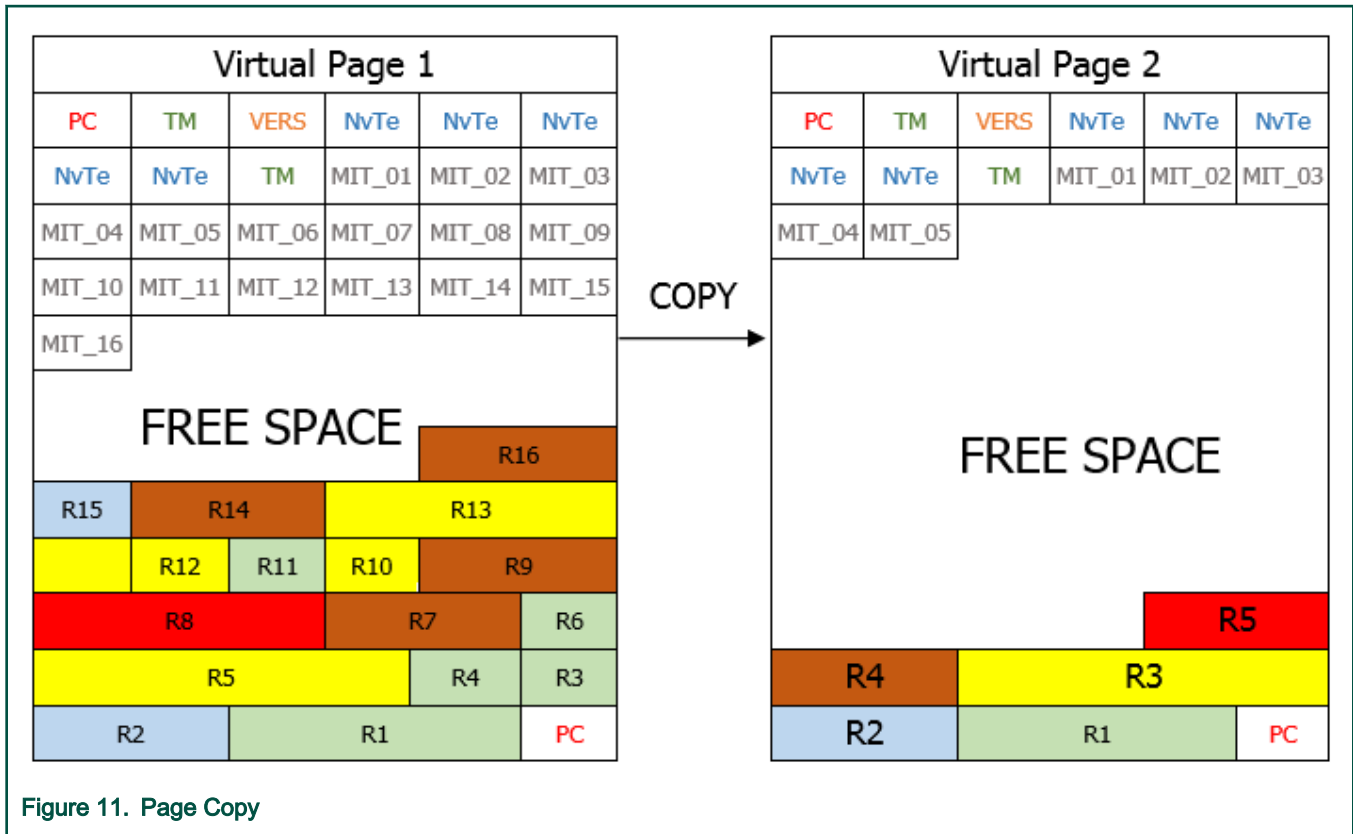 Virtual Page 1
PC TM VERS NvTe NvTe NvTe
NvTe NvTe TM MIT_01 MIT_02 MIT_03
MIT_04 MIT_05 MIT_06 MIT_07 MIT_08 MIT_09
MIT_10 MIT_11 MIT_12 MIT_13 MIT_14 MIT_15
MIT_16
FREE SPACE
R16
R15 R14 R13
R12 R11 R10 R9
R8 R7 R6
R5 R4 R3
R2 R1 PC
COPY
Virtual Page 2
PC TM VERS NvTe NvTe NvTe
NvTe NvTe TM MIT_01 MIT_02 MIT_03
MIT_04 MIT_05
FREE SPACE
R5
R4 R3
R2 R1 PC
Figure 11. Page Copy